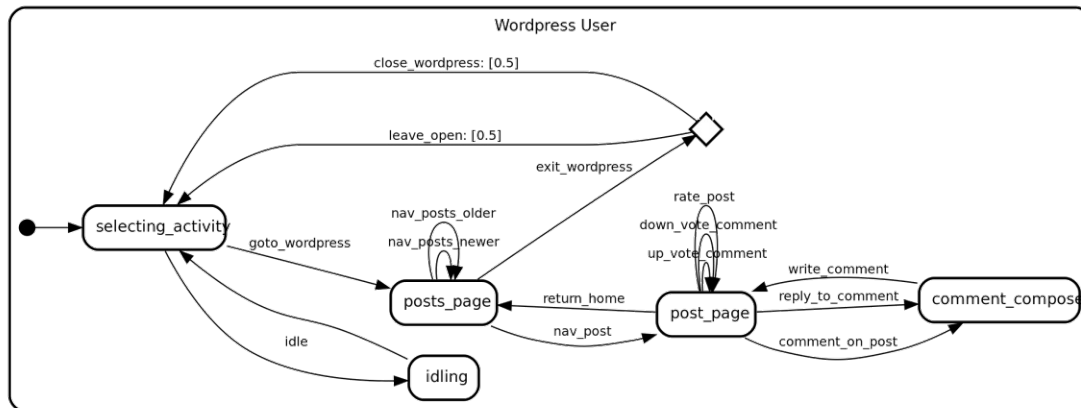 Wordpress User
close_wordpress: [0.5]
leave_open: [0.5]
exit_wordpress
rate_post
nav_posts_older
down_vote_comment
selecting_activity
goto_wordpress
nav_posts_newer
up_vote_comment
write_comment
posts_page
return_home
post_page
reply_to_comment
comment_compose
nav_post
idle
comment_on_post
idling